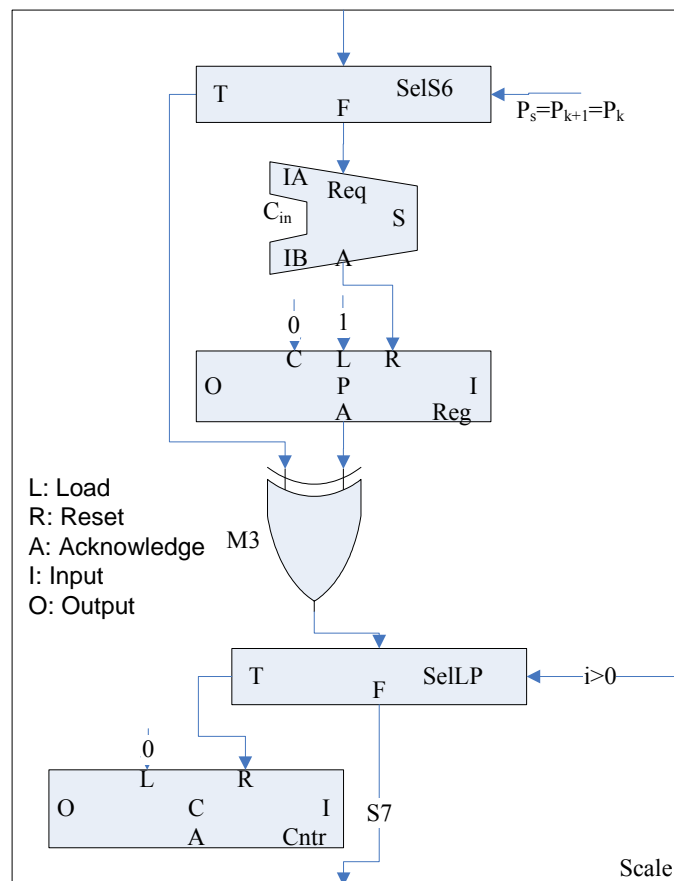 T SelS6
F
Pₛ=Pₖ₊₁=Pₖ
IA
Req
Cᵢₙ
S
IB A
0 1
C L R
O P I
A Reg
L: Load
R: Reset
A: Acknowledge
I: Input
O: Output
M3
T SelLP
F
i>0
0
L R
O C I
A Cntr
S7
Scale